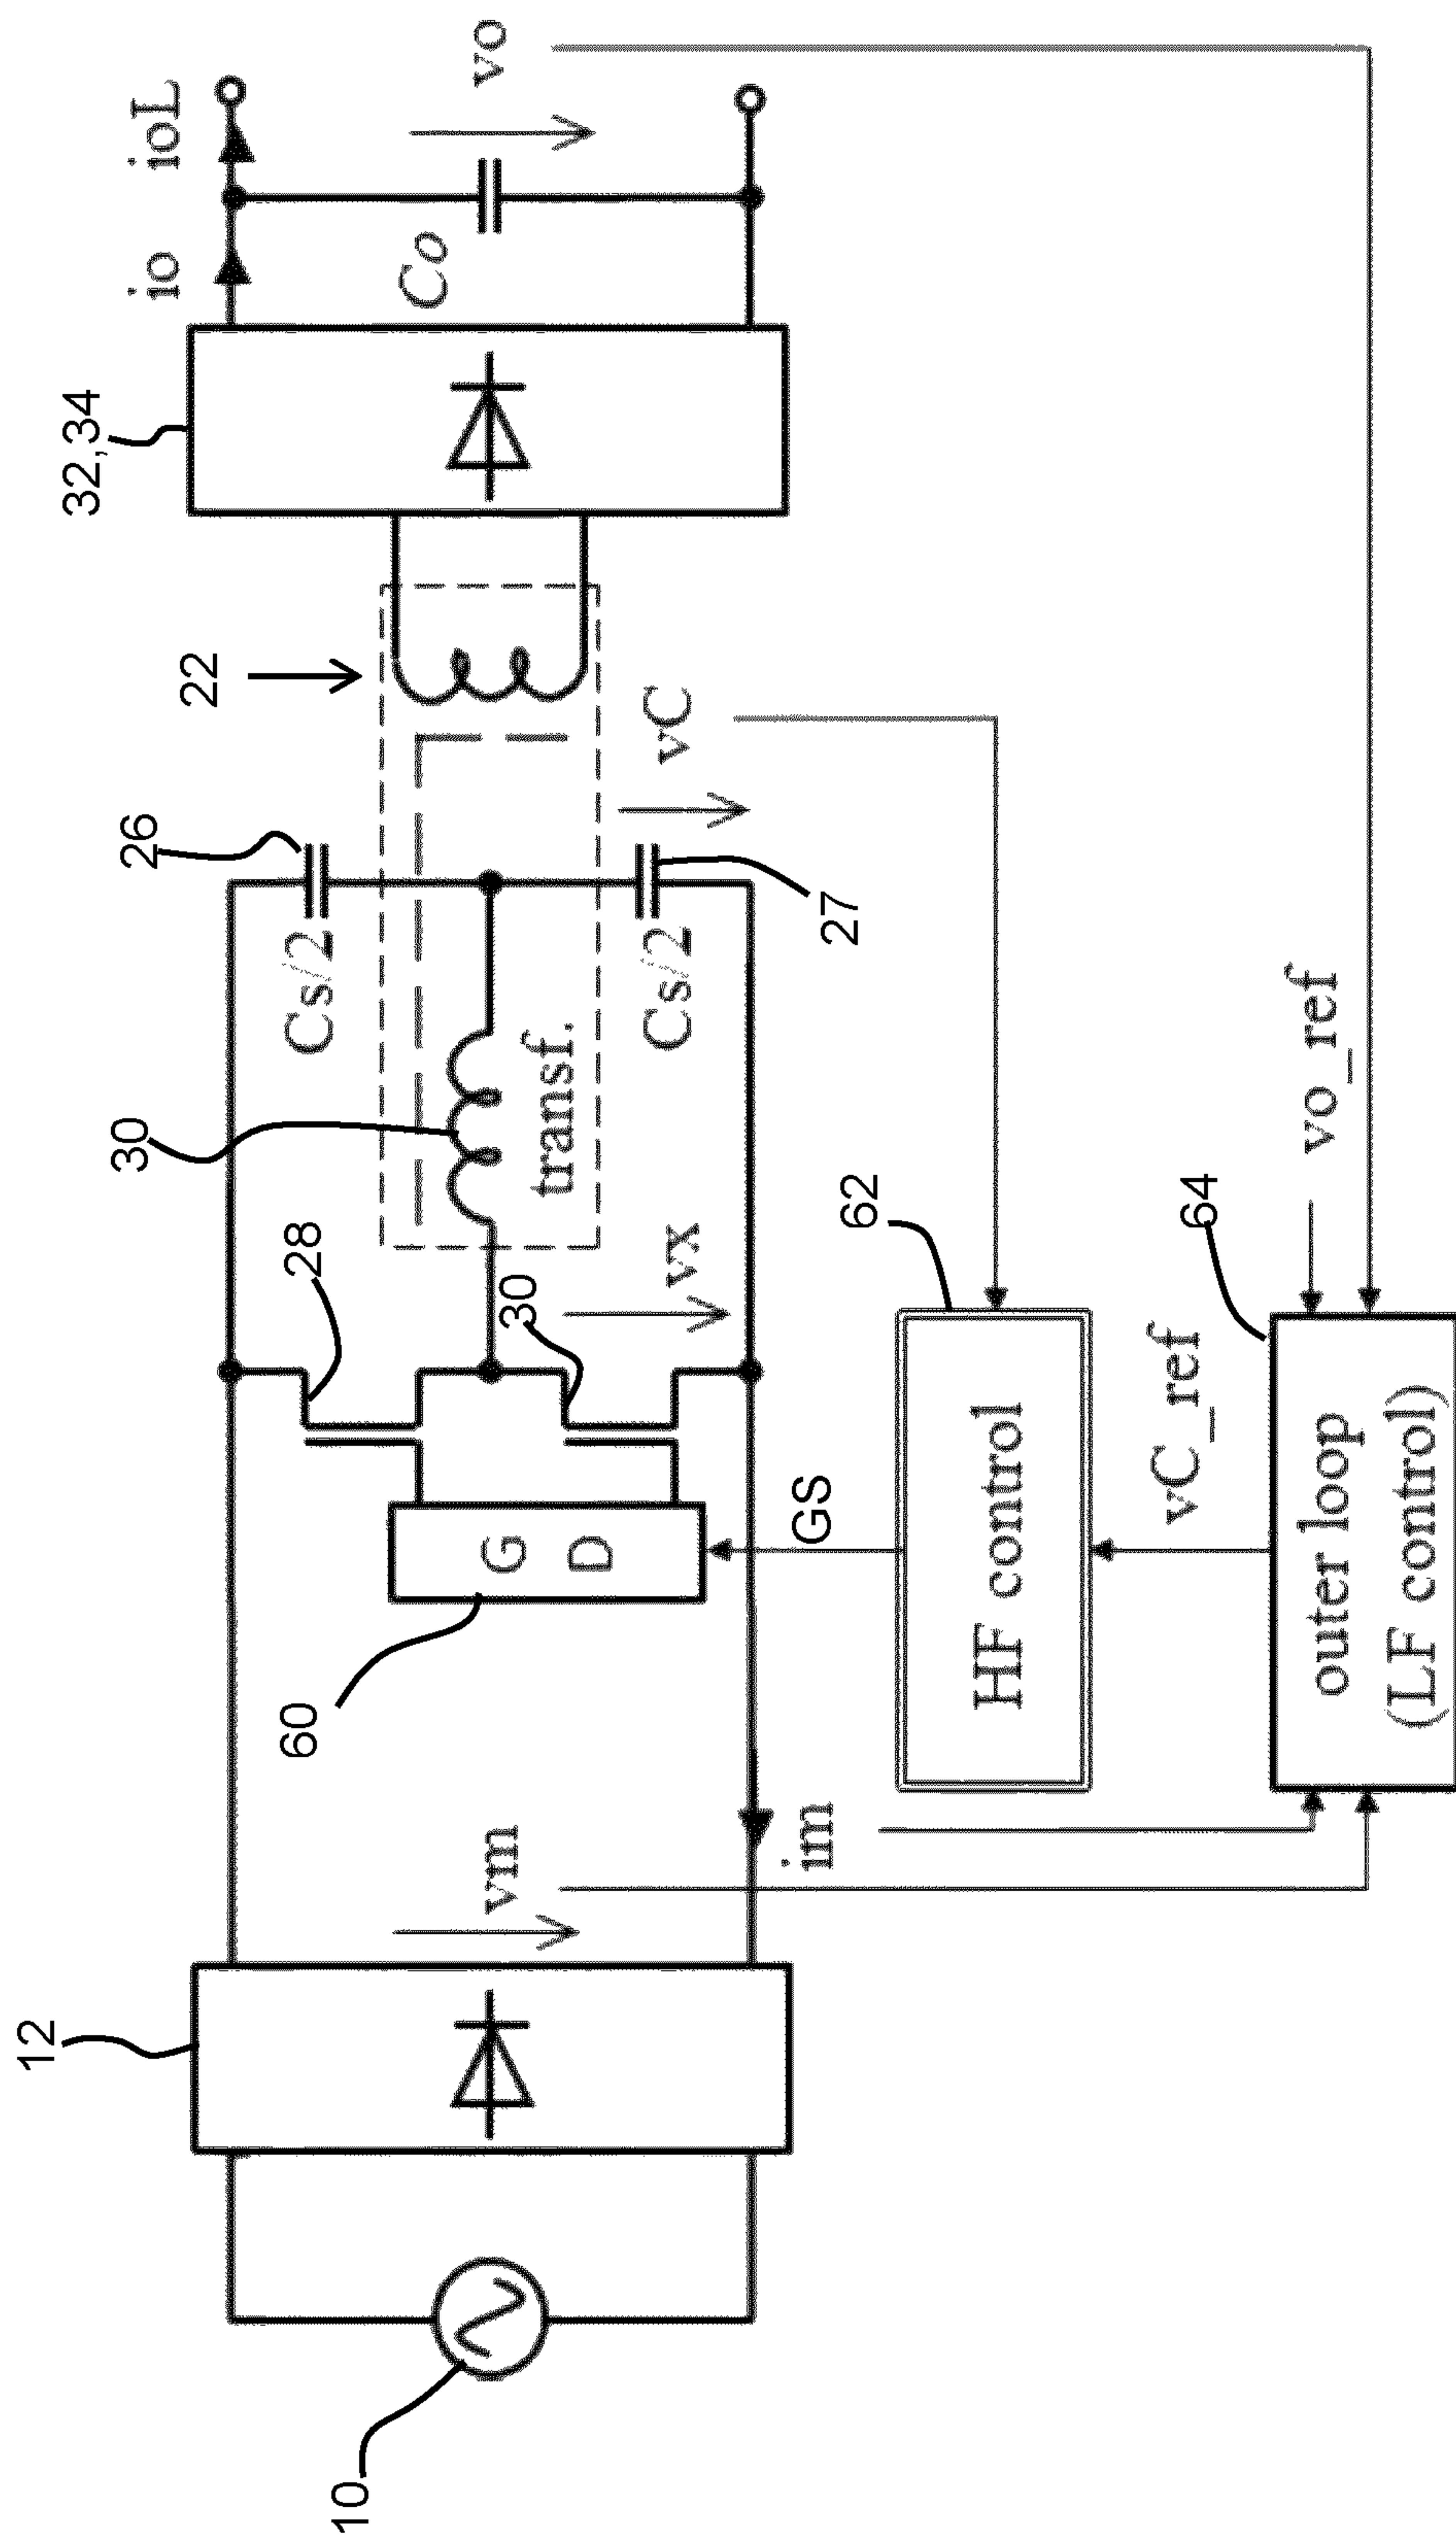 10
12
vm
im
60
G
D
GS
28
30
vx
30
transf.
Cs/2
26
Cs/2
27
vC
22
32,34
io
ioL
Co
vo
62
HF control
vC_ref
64
outer loop
(LF control)
vo_ref